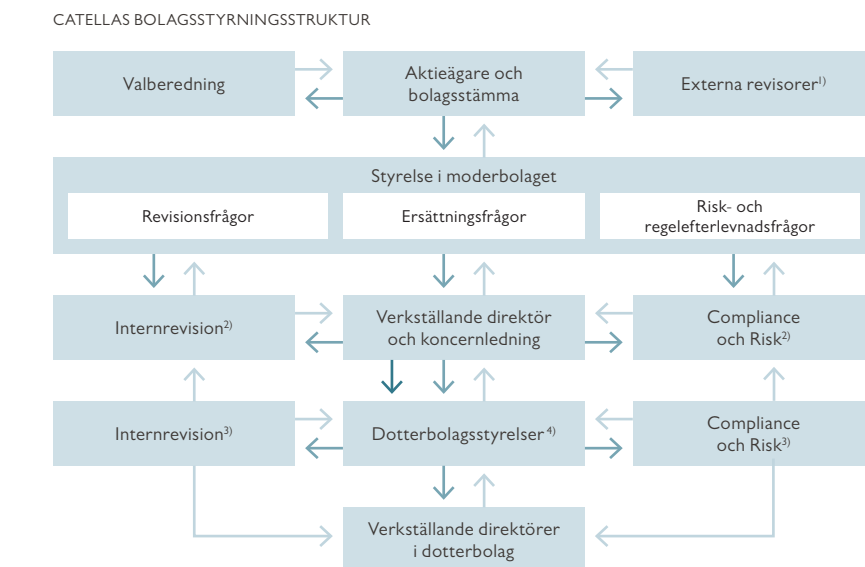 CATELLAS BOLAGSSTYRNINGSSTRUKTUR
Valberedning
Aktieägare och
bolagsstämma
Externa revisorer1)
Styrelse i moderbolaget
Revisionsfrågor
Ersättningsfrågor
Risk- och
regelefterlevnadsfrågor
Internrevision2)
Verkställande direktör
och koncernledning
Compliance
och Risk2)
Internrevision3)
Dotterbolagsstyrelser4)
Compliance
och Risk3)
Verkställande direktörer
i dotterbolag